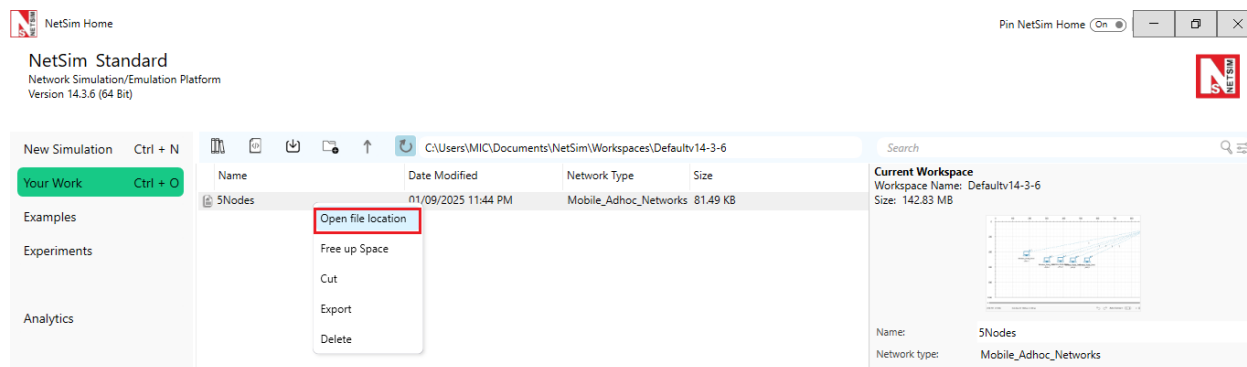 NETSIM
NetSim Home
Pin NetSim Home On
NetSim Standard
Network Simulation/Emulation Platform
Version 14.3.6 (64 Bit)
NETSIM
New Simulation Ctrl + N
C:\Users\MIC\Documents\NetSim\Workspaces\Defaultv14-3-6
Search
Your Work Ctrl + O
Name Date Modified Network Type Size
5Nodes 01/09/2025 11:44 PM Mobile_Adhoc_Networks 81.49 KB
Examples
Experiments
Analytics
Open file location
Free up Space
Cut
Export
Delete
Current Workspace
Workspace Name: Defaultv14-3-6
Size: 142.83 MB
Name: 5Nodes
Network type: Mobile_Adhoc_Networks